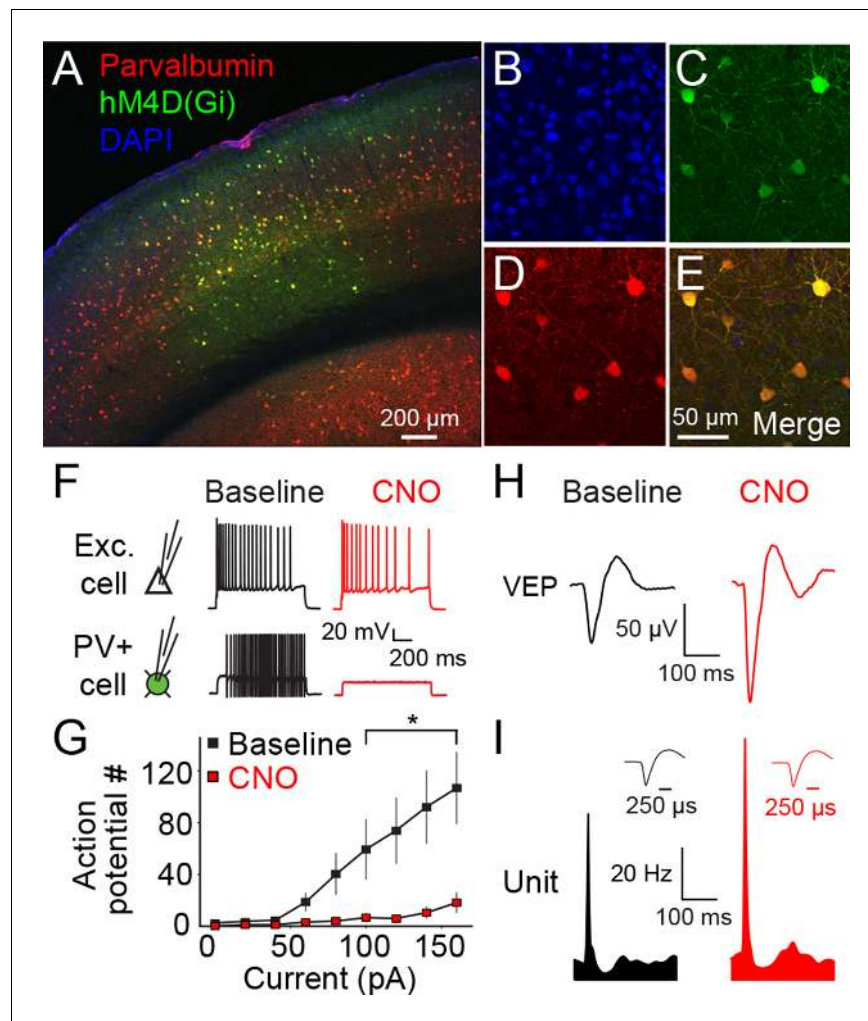 A
Parvalbumin
hM4D(Gi)
DAPI
200 µm
B
C
D
E
50 µm
Merge
F
Baseline
CNO
Exc.
cell
PV+
cell
20 mV
200 ms
G
Baseline
CNO
*
Action
potential #
120
80
40
0
0
50
100
150
Current (pA)
H
Baseline
CNO
VEP
50 µV
100 ms
I
250 µs
250 µs
Unit
20 Hz
100 ms